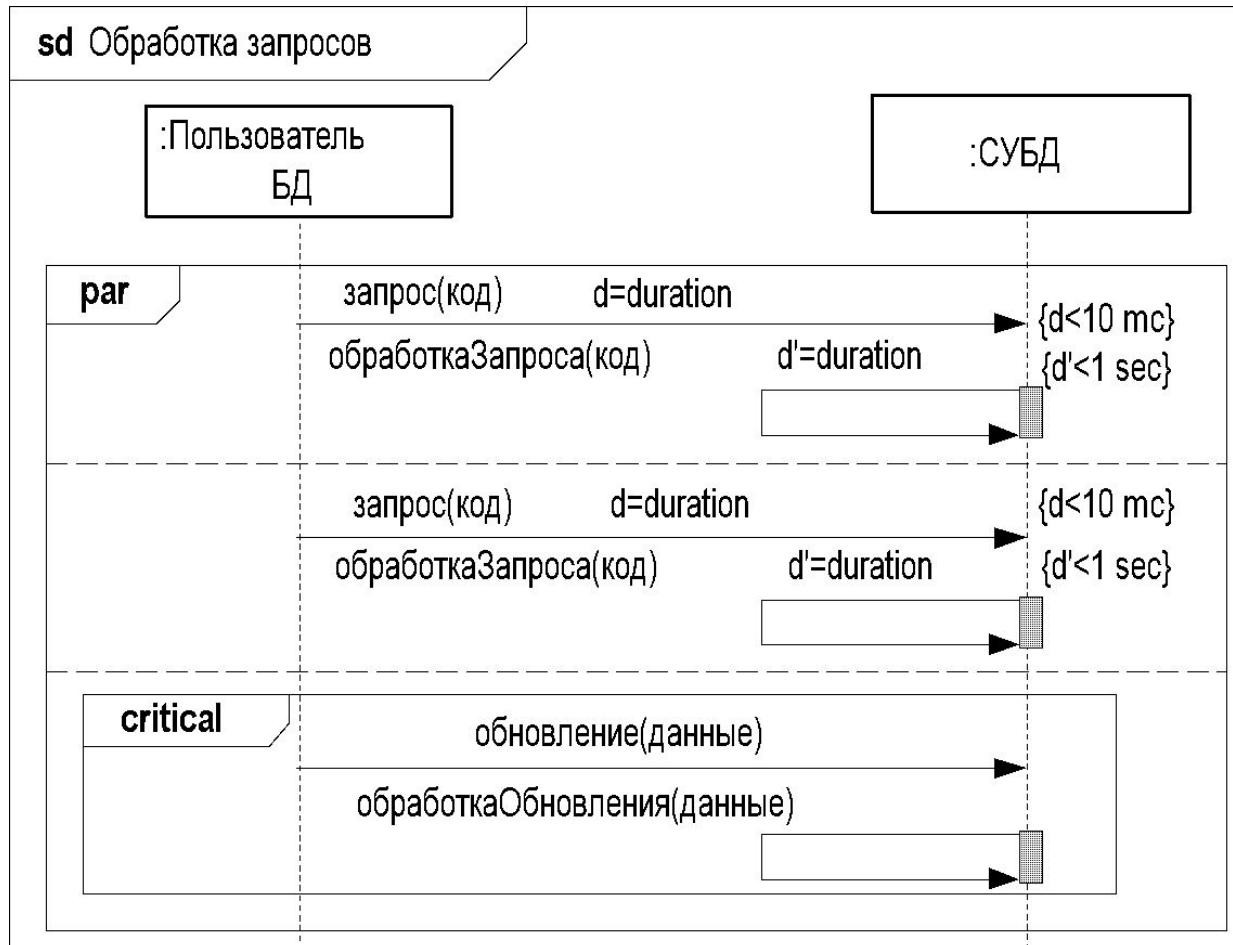 sd Обработка запросов
:Пользователь
БД
:СУБД
par
запрос(код) d=duration
{d<10 mc}
обработкаЗапроса(код) d'=duration
{d'<1 sec}
запрос(код) d=duration
{d<10 mc}
обработкаЗапроса(код) d'=duration
{d'<1 sec}
critical
обновление(данные)
обработкаОбновления(данные)